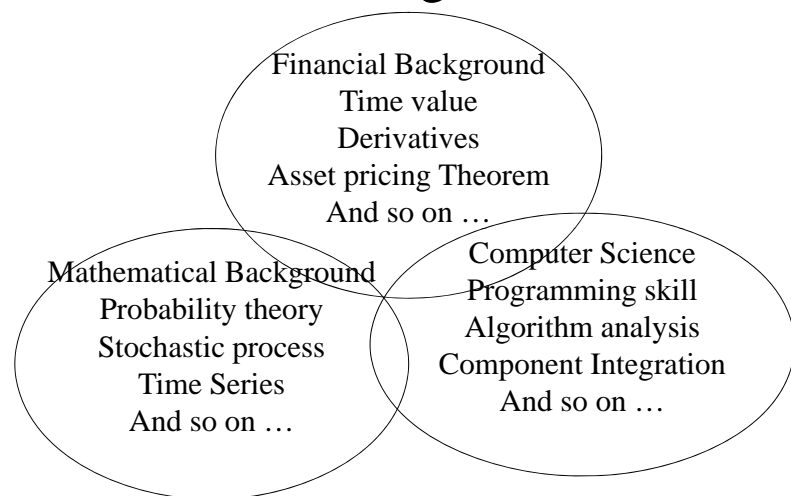 Financial Background
Time value
Derivatives
Asset pricing Theorem
And so on …
Mathematical Background
Probability theory
Stochastic process
Time Series
And so on …
Computer Science
Programming skill
Algorithm analysis
Component Integration
And so on …